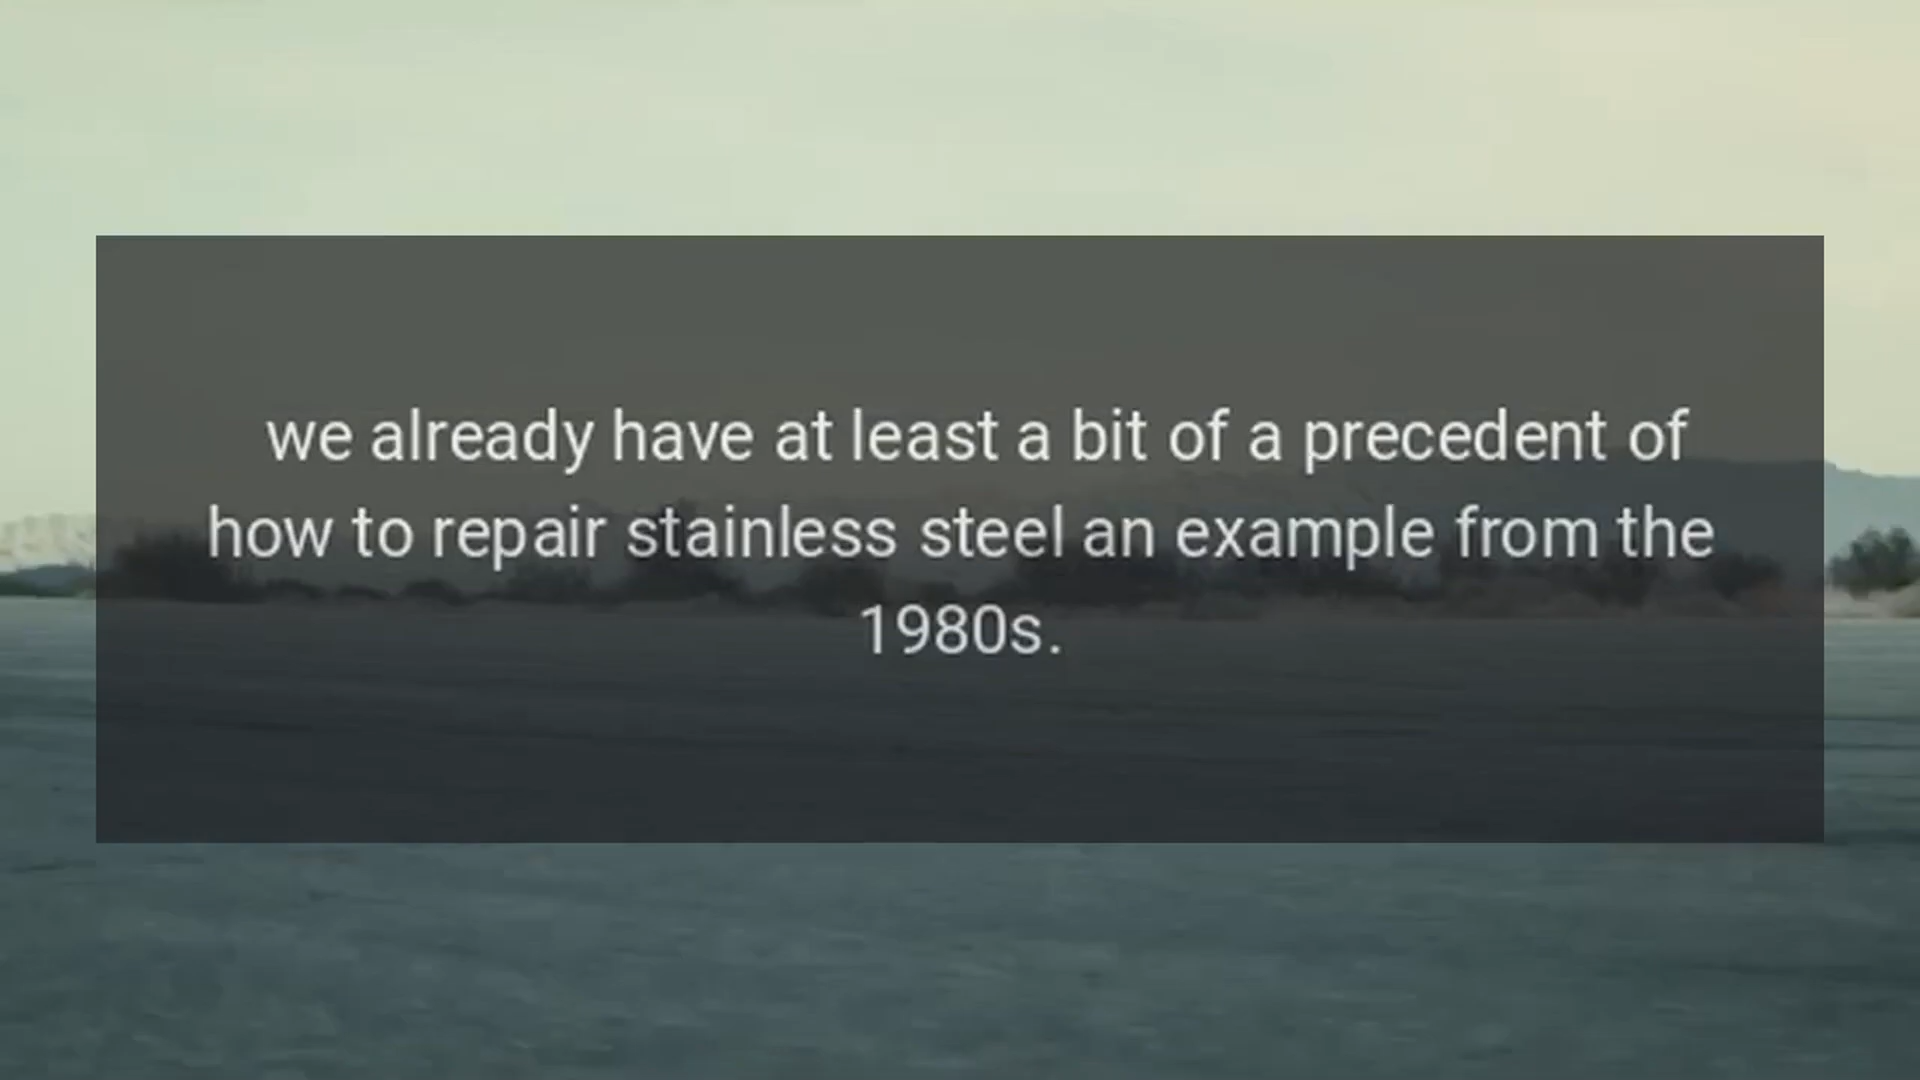 we already have at least a bit of a precedent of
how to repair stainless steel an example from the
1980s.